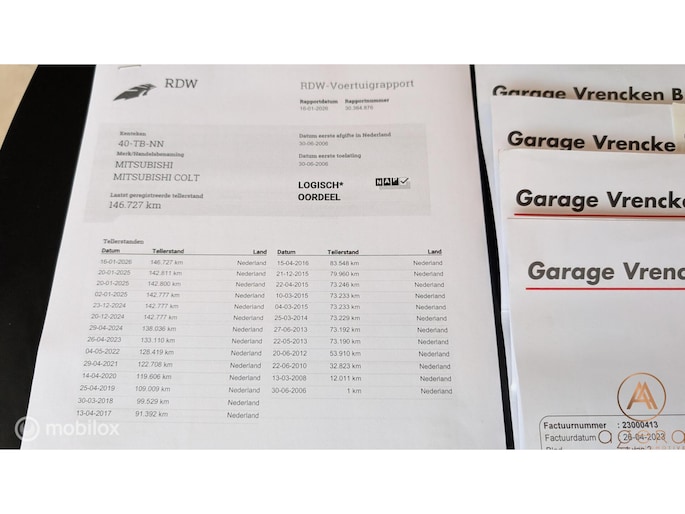 RDW
RDW-Voertuigrapport
Rapportdatum Rapportnummer
16-01-2026 30.364.870
Kenteken
40-TB-NN
Merk/Handelsbenaming
MITSUBISHI
MITSUBISHI COLT
Laatst geregistreerde tellerstand
146.727 km
Datum eerste afgifte in Nederland
30-06-2006
Datum eerste toelating
30-06-2006
LOGISCH*
OORDEEL
NAP
Tellerstanden
Datum Tellerstand Land Datum Tellerstand Land
16-01-2026 146.727 km Nederland 15-04-2016 83.548 km Nederland
20-01-2025 142.811 km Nederland 21-12-2015 79.960 km Nederland
20-01-2025 142.800 km Nederland 22-04-2015 73.246 km Nederland
02-01-2025 142.777 km Nederland 10-03-2015 73.233 km Nederland
23-12-2024 142.777 km Nederland 04-03-2015 73.233 km Nederland
20-12-2024 142.777 km Nederland 25-03-2014 73.229 km Nederland
29-04-2024 138.036 km Nederland 27-06-2013 73.192 km Nederland
26-04-2023 133.110 km Nederland 22-05-2013 73.190 km Nederland
04-05-2022 128.419 km Nederland 20-06-2012 53.910 km Nederland
29-04-2021 122.708 km Nederland 22-06-2010 32.823 km Nederland
14-04-2020 119.606 km Nederland 13-03-2008 12.011 km Nederland
25-04-2019 109.009 km Nederland 30-06-2006 1 km Nederland
30-03-2018 99.529 km Nederland
13-04-2017 91.392 km Nederland
Garage Vrencken B
Garage Vrencke
Garage Vrencke
Garage Vrenc
Factuurnummer : 23000413
Factuurdatum : 26-04-2023
mobilox